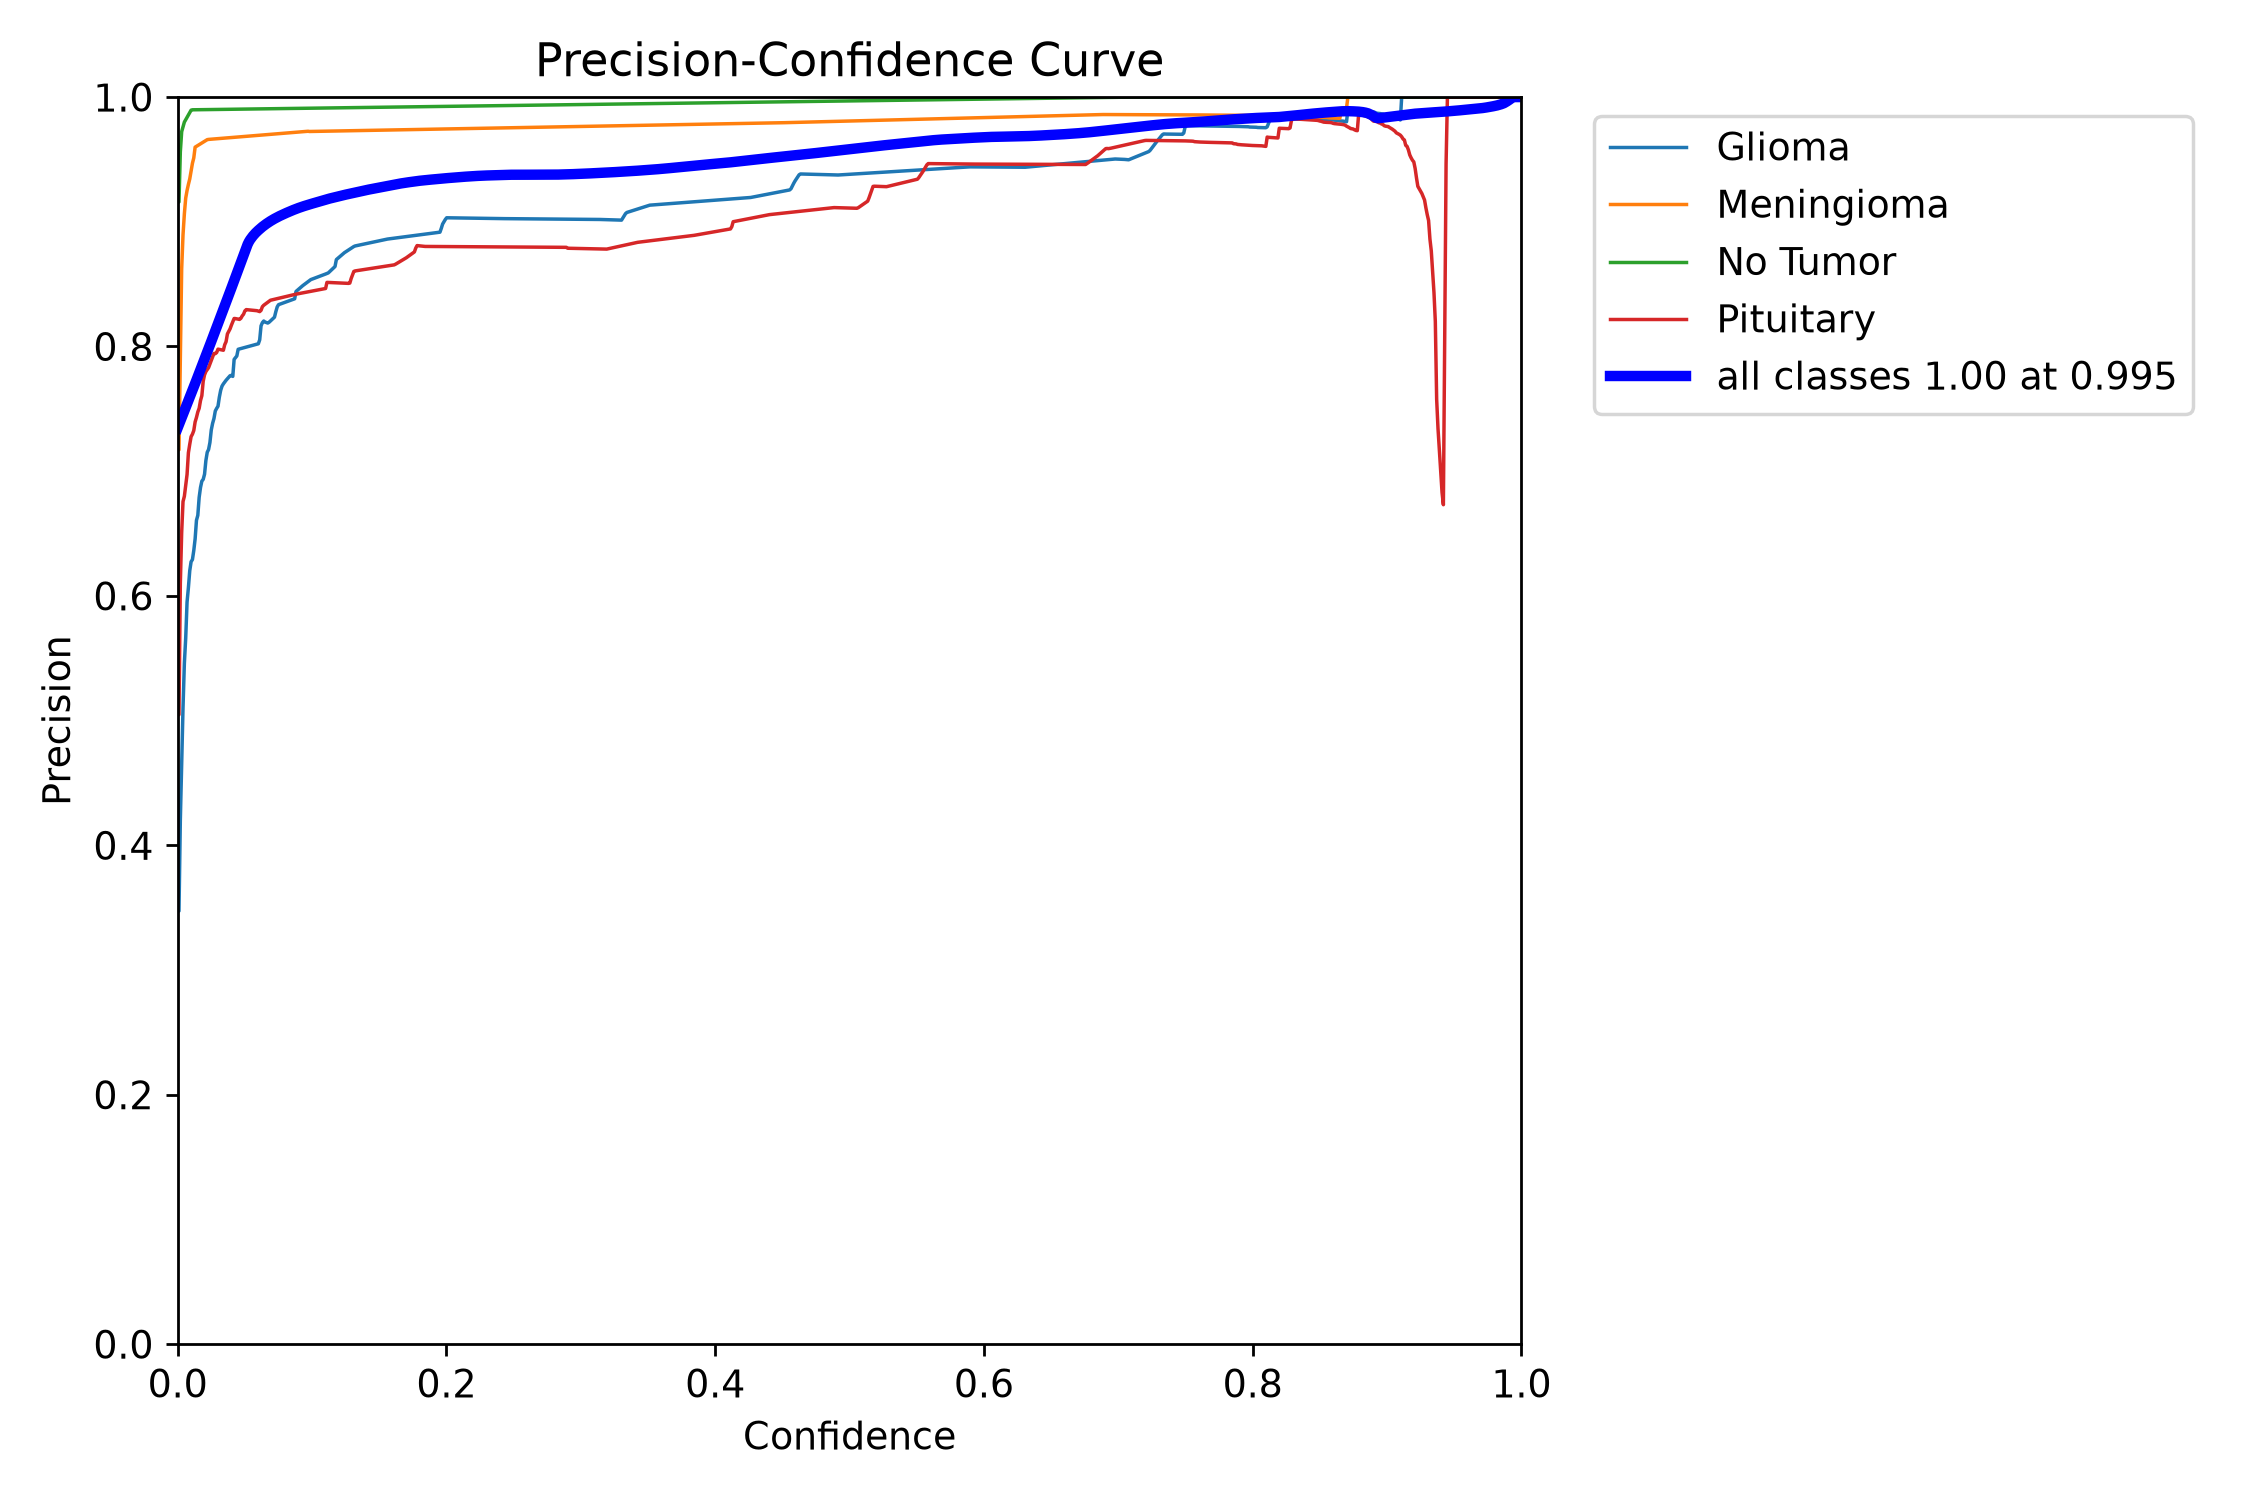 Precision-Confidence Curve
1.0
0.8
0.6
0.4
0.2
0.0
Precision
0.0 0.2 0.4 0.6 0.8 1.0
Confidence
Glioma
Meningioma
No Tumor
Pituitary
all classes 1.00 at 0.995